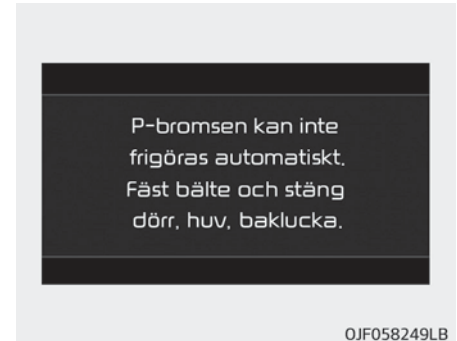 P-bromsen kan inte
frigöras automatiskt.
Fäst bälte och stäng
dörr, huv, baklucka.
OJF058249LB